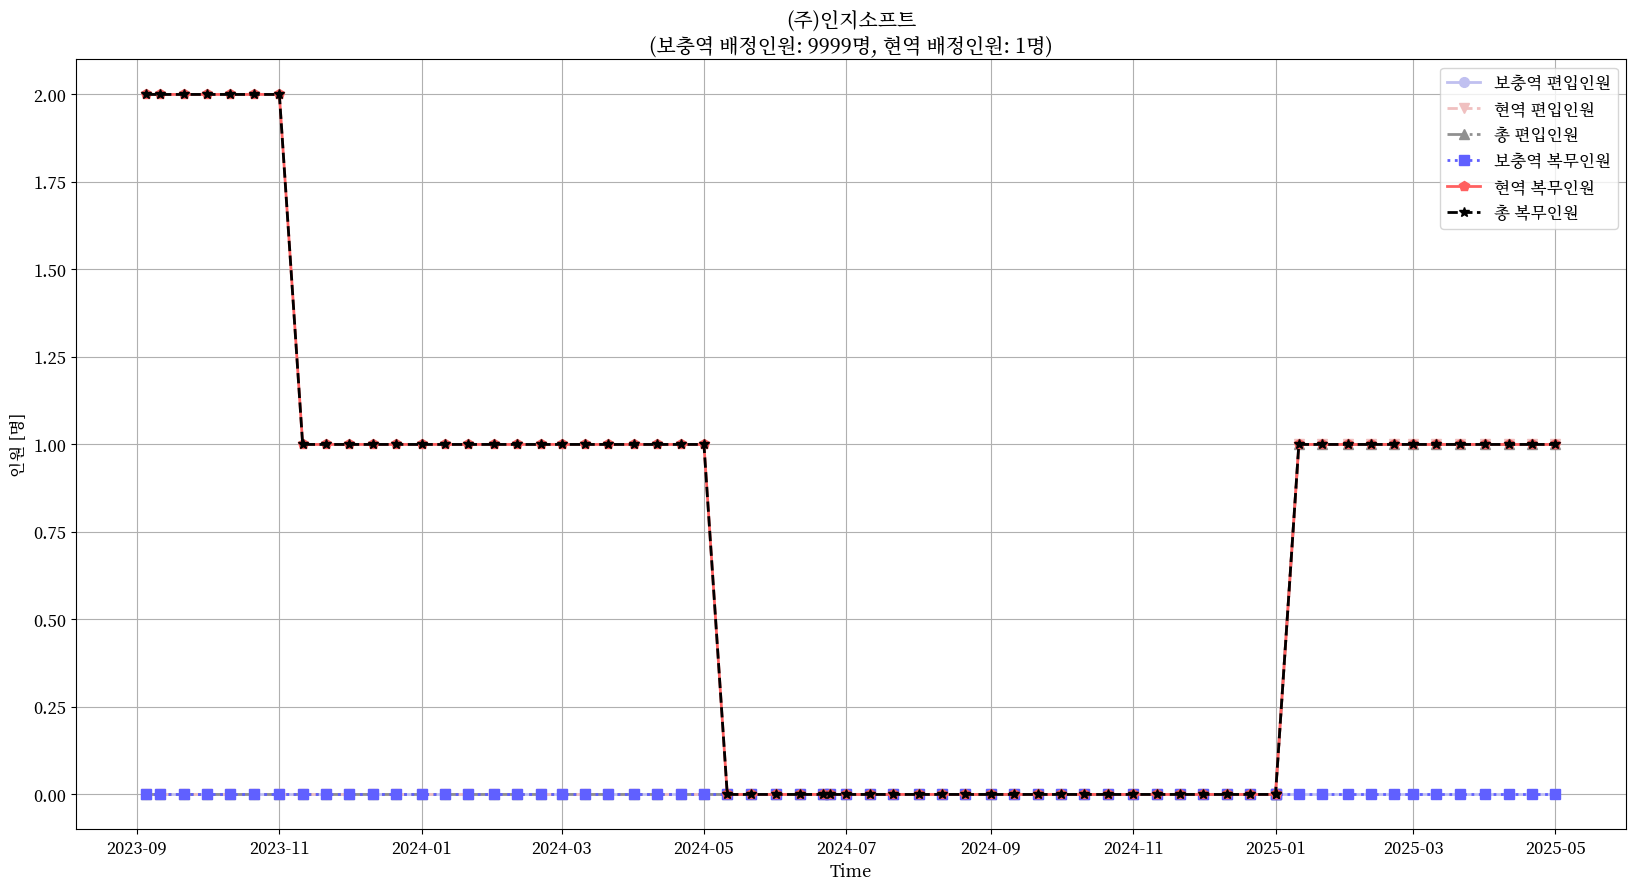 (주)인지소프트
(보충역 배정인원: 9999명, 현역 배정인원: 1명)
보충역 편입인원
현역 편입인원
총 편입인원
보충역 복무인원
현역 복무인원
총 복무인원
인원 [명]
2.00
1.75
1.50
1.25
1.00
0.75
0.50
0.25
0.00
2023-09
2023-11
2024-01
2024-03
2024-05
2024-07
2024-09
2024-11
2025-01
2025-03
2025-05
Time